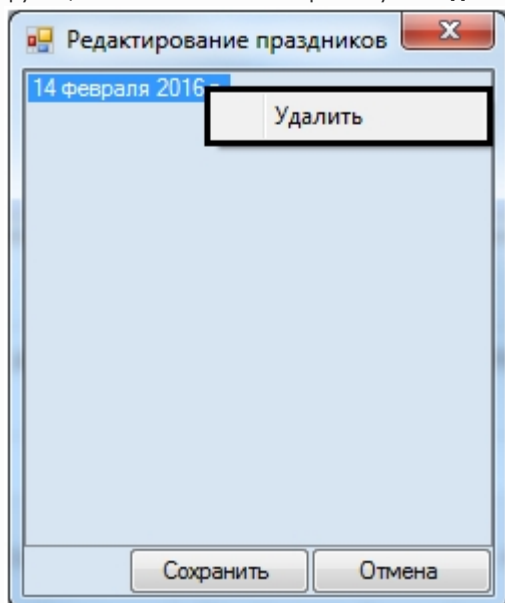 Редактирование праздников
14 февраля 2016
Удалить
Сохранить
Отмена